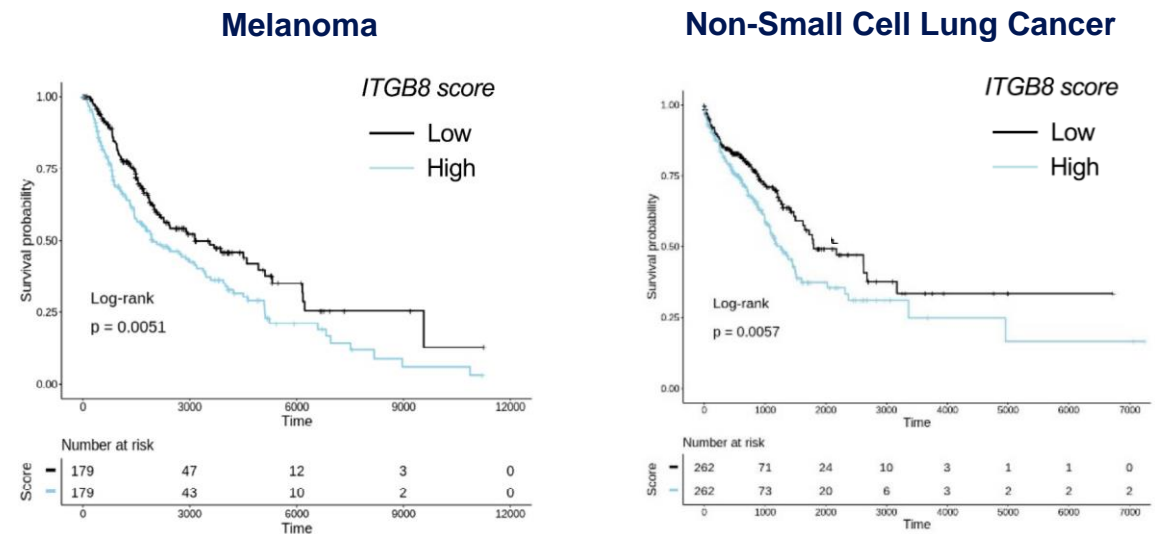 Melanoma
ITGB8 score
Low
High
Survival probability
1.00
0.75
0.50
0.25
0.00
Log-rank
p = 0.0051
0 3000 6000 9000 12000
Time
Number at risk
Score
179 47 12 3 0
179 43 10 2 0
0 3000 6000 9000 12000
Time
Non-Small Cell Lung Cancer
ITGB8 score
Low
High
Survival probability
1.00
0.75
0.50
0.25
0.00
Log-rank
p = 0.0057
0 1000 2000 3000 4000 5000 6000 7000
Time
Number at risk
Score
262 71 24 10 3 1 1 0
262 73 20 6 3 2 2 2
0 1000 2000 3000 4000 5000 6000 7000
Time